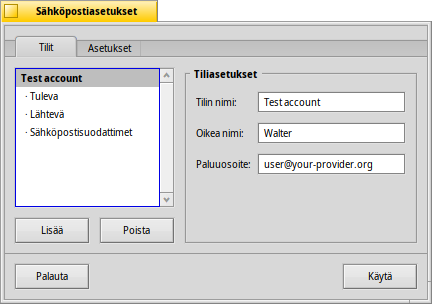 Sähköpostiasetukset
Tilit
Asetukset
Test account
· Tuleva
· Lähtevä
· Sähköpostisuodattimet
Lisää
Poista
Tiliasetukset
Tilin nimi: Test account
Oikea nimi: Walter
Paluuosoite: user@your-provider.org
Palauta
Käytä